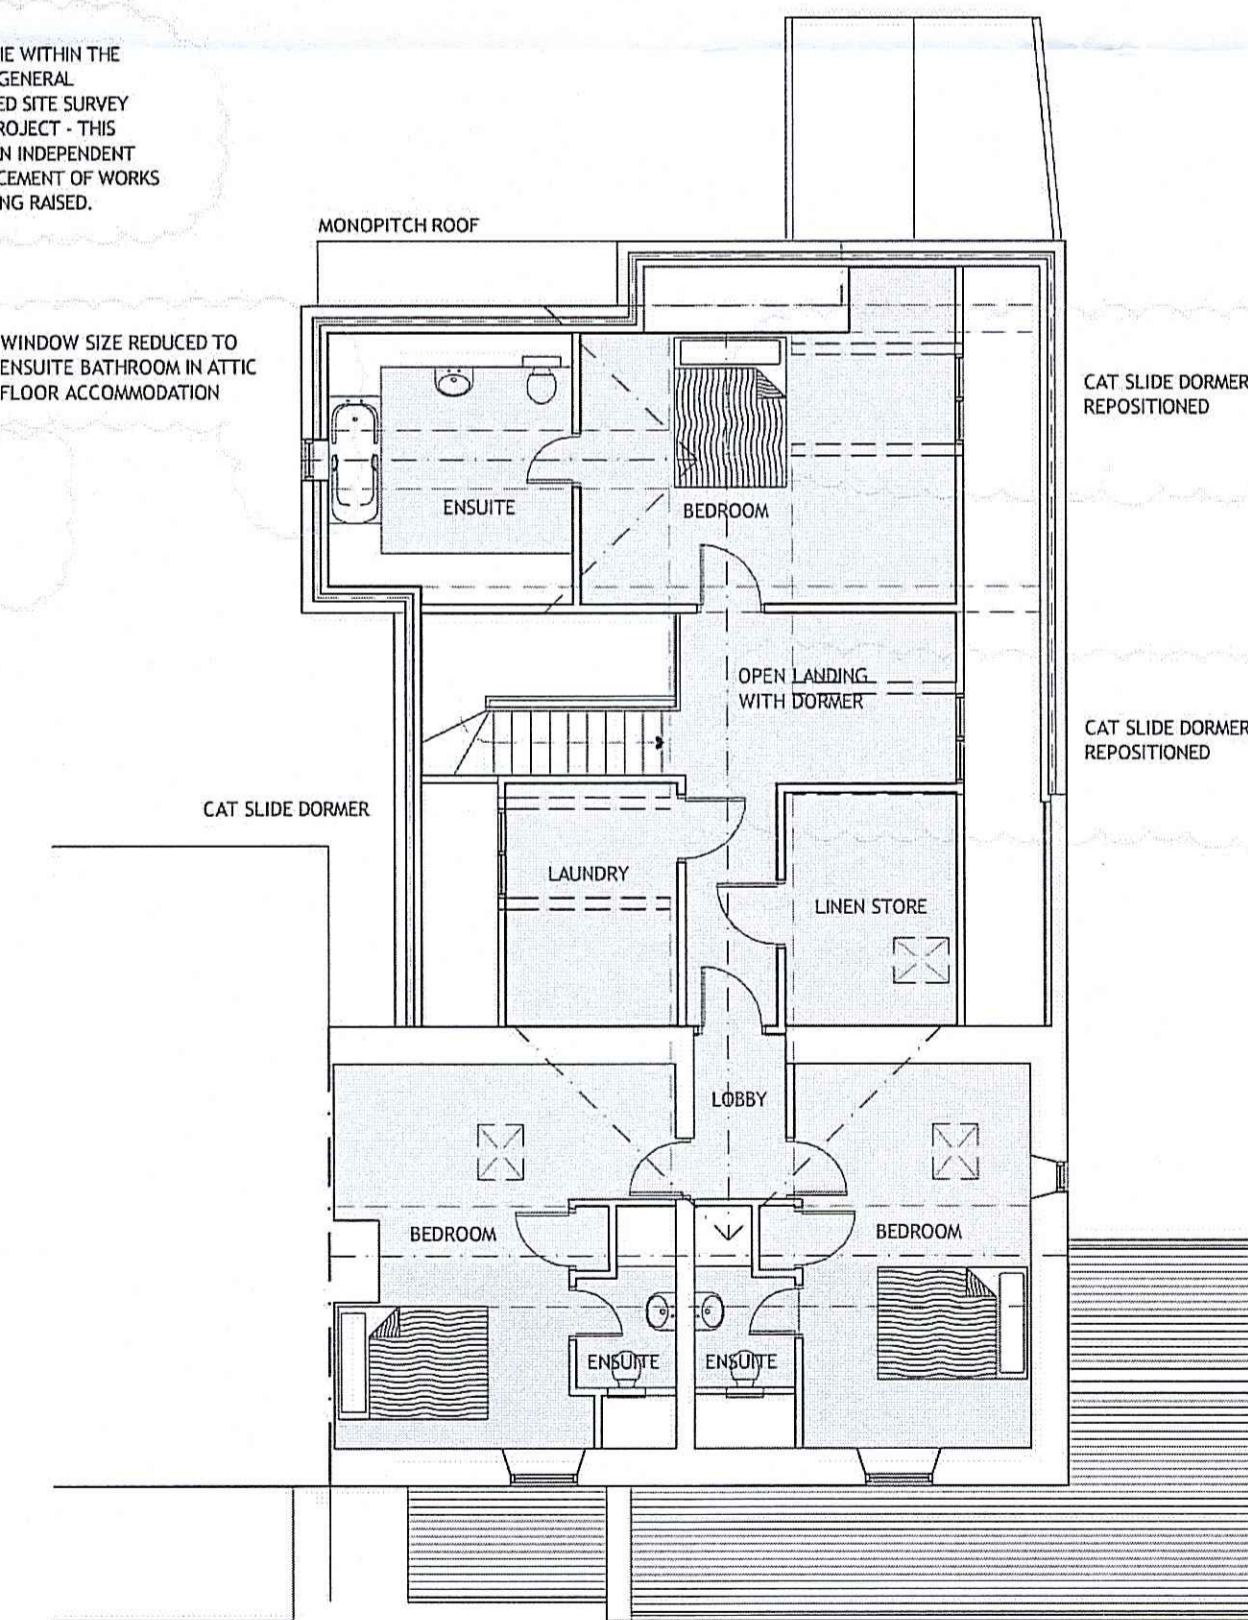 IE WITHIN THE
GENERAL
ED SITE SURVEY
ROJECT - THIS
N INDEPENDENT
CEMENT OF WORKS
NG RAISED.
MONOPITCH ROOF
WINDOW SIZE REDUCED TO
ENSUITE BATHROOM IN ATTIC
FLOOR ACCOMMODATION
CAT SLIDE DORMER
REPOSITIONED
ENSUITE
BEDROOM
OPEN LANDING
WITH DORMER
CAT SLIDE DORMER
REPOSITIONED
CAT SLIDE DORMER
LAUNDRY
LINEN STORE
LOBBY
BEDROOM
BEDROOM
ENSUITE
ENSUITE